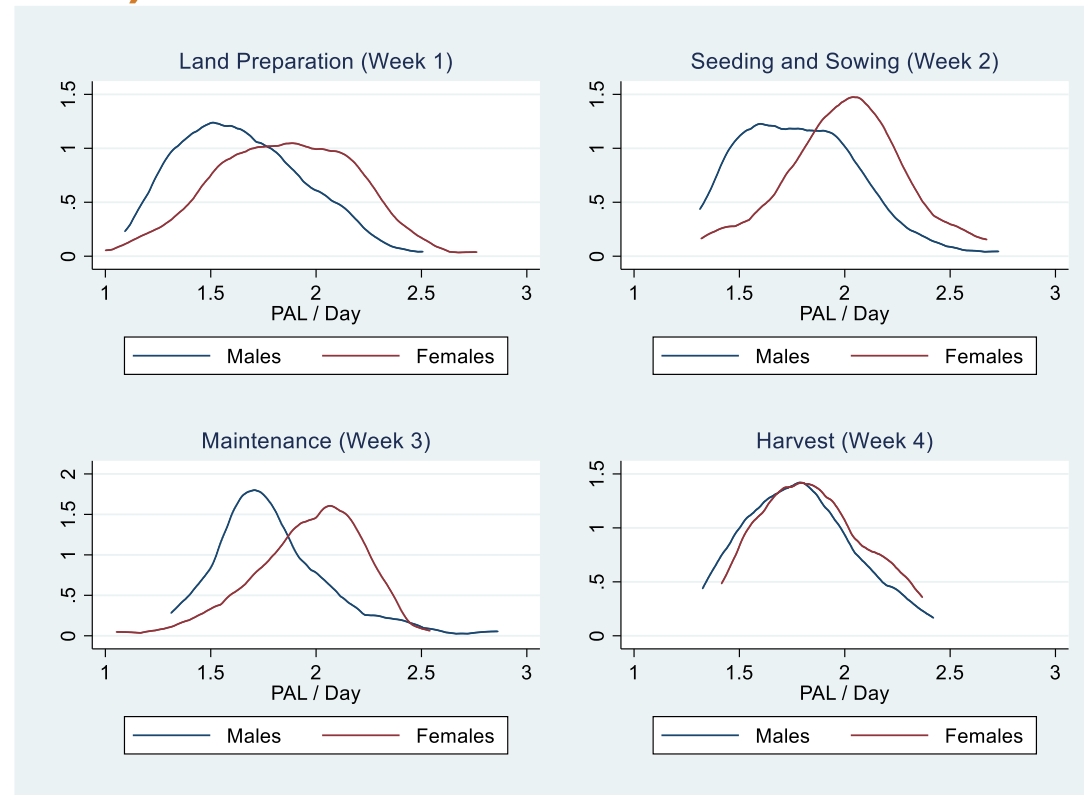 Land Preparation (Week 1)
1.5
1
.5
0
1 1.5 2 2.5 3
PAL / Day
Males Females
Seeding and Sowing (Week 2)
1.5
1
.5
0
1 1.5 2 2.5 3
PAL / Day
Males Females
Maintenance (Week 3)
2
1.5
1
.5
0
1 1.5 2 2.5 3
PAL / Day
Males Females
Harvest (Week 4)
1.5
1
.5
0
1 1.5 2 2.5 3
PAL / Day
Males Females